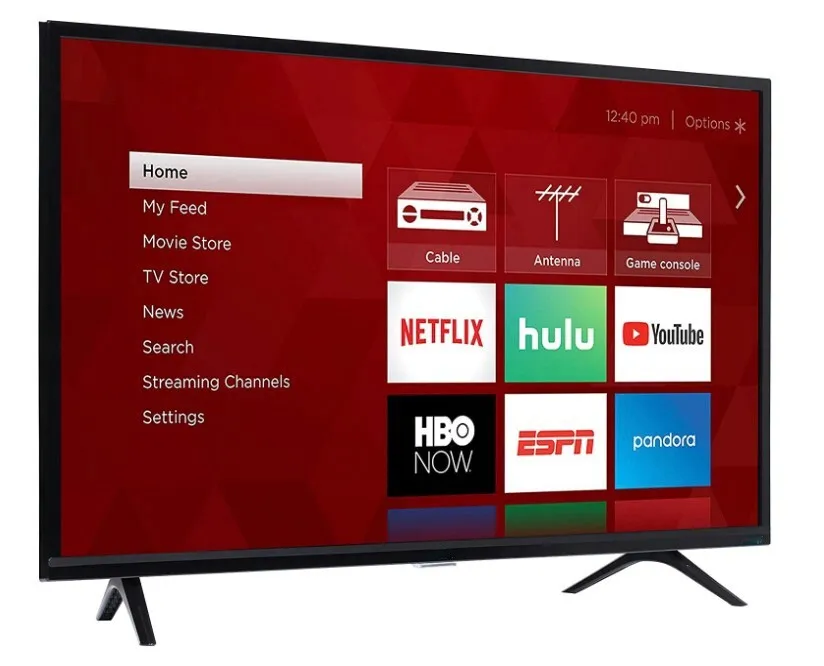 12:40 pm | Options *
Home
My Feed
Movie Store
TV Store
News
Search
Streaming Channels
Settings
Cable
Antenna
Game console
NETFLIX
hulu
YouTube
HBO
NOW
ESPN
pandora